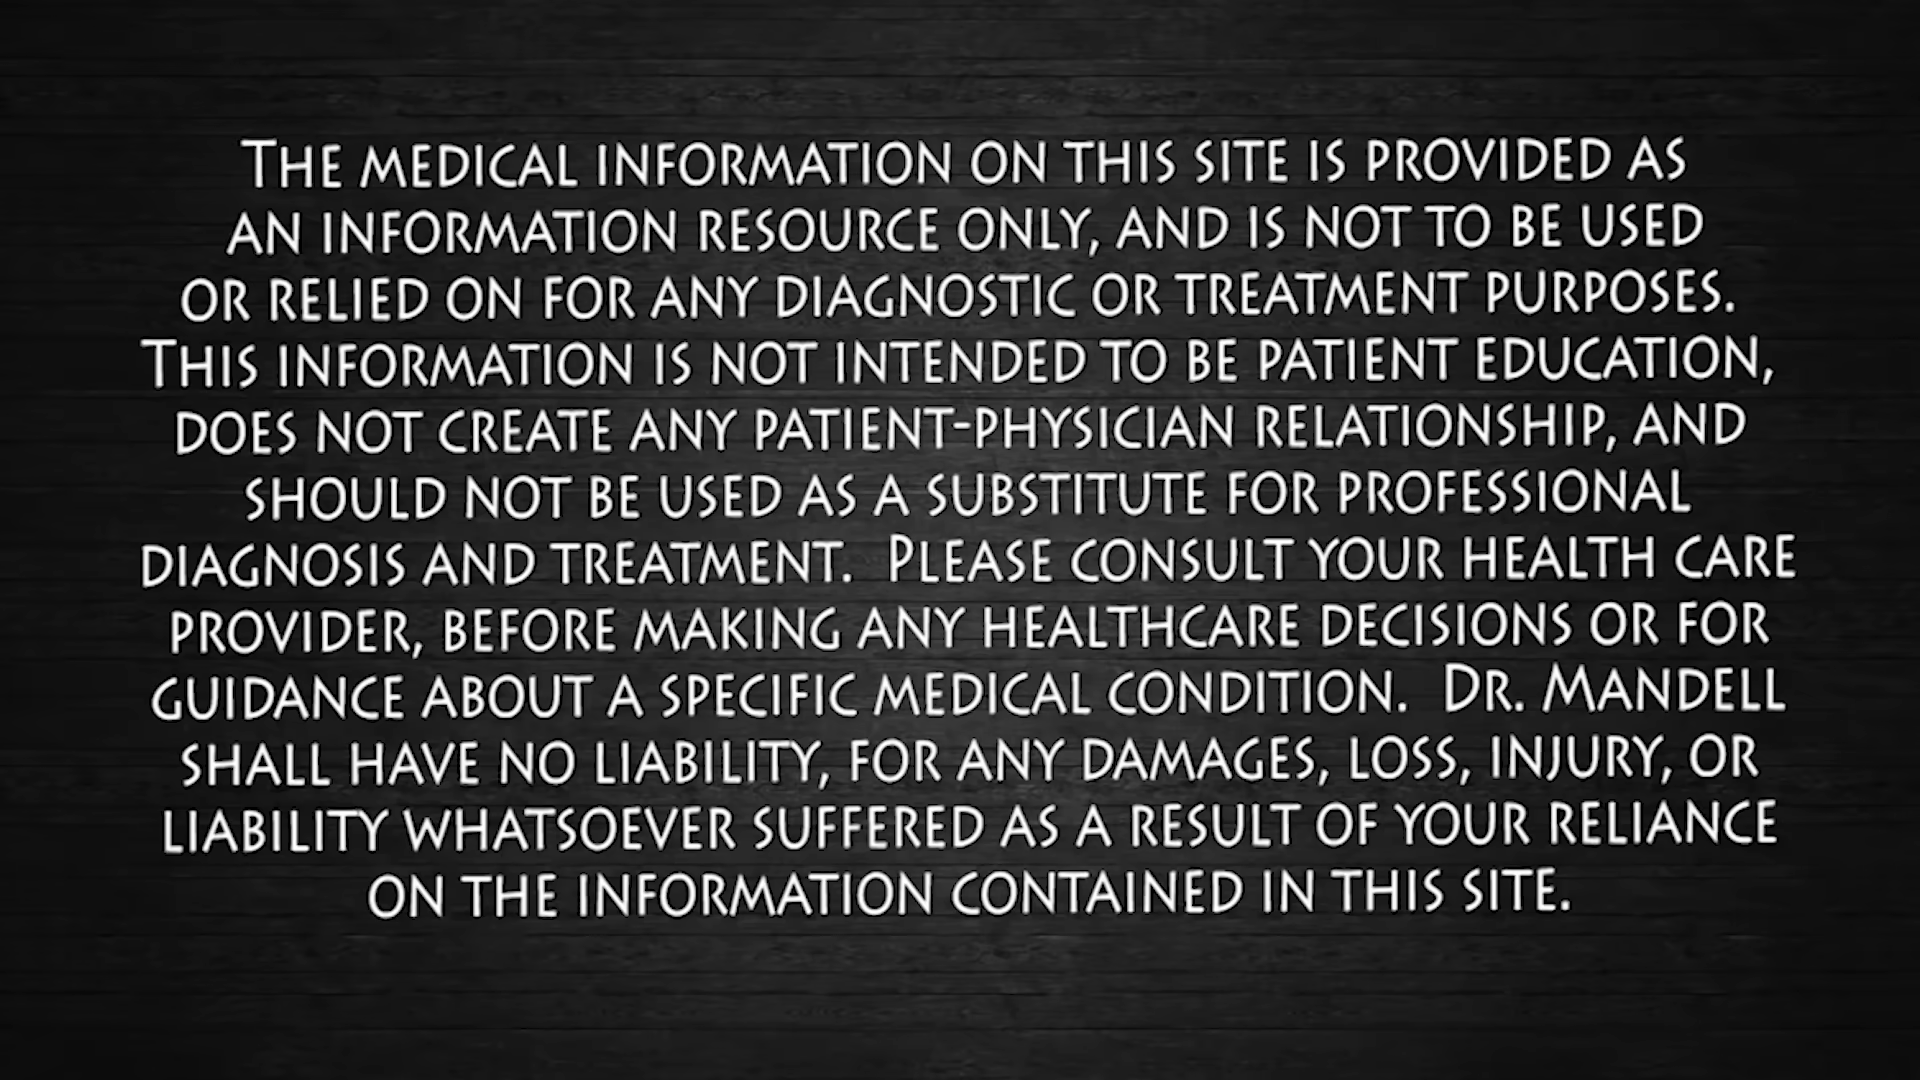 The medical information on this site is provided as
an information resource only, and is not to be used
or relied on for any diagnostic or treatment purposes.
This information is not intended to be patient education,
does not create any patient-physician relationship, and
should not be used as a substitute for professional
diagnosis and treatment.  Please consult your health care
provider, before making any healthcare decisions or for
guidance about a specific medical condition.  Dr. Mandell
shall have no liability, for any damages, loss, injury, or
liability whatsoever suffered as a result of your reliance
on the information contained in this site.